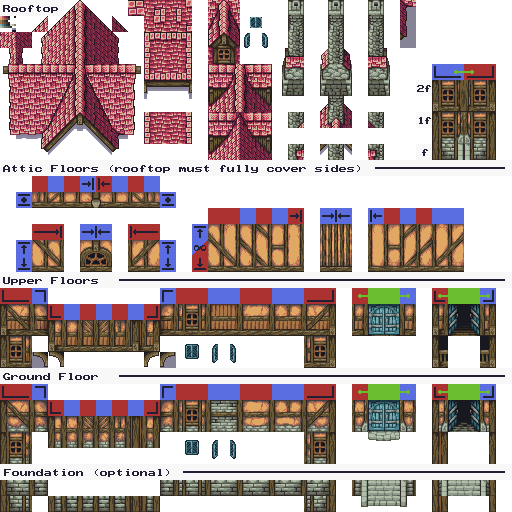 Rooftop
2f
1f
f
Attic Floors (rooftop must fully cover sides)
Upper Floors
Ground Floor
Foundation (optional)